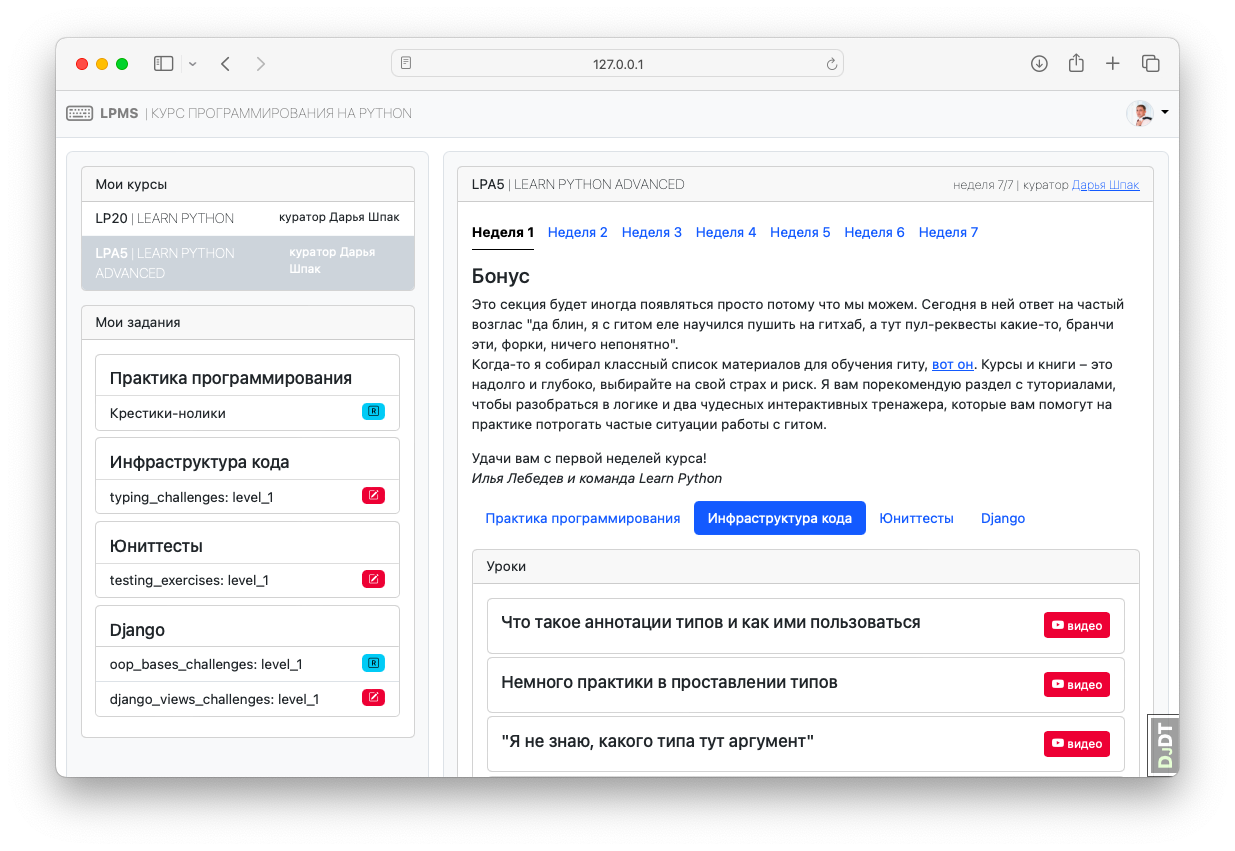 127.0.0.1
LPMS | КУРС ПРОГРАММИРОВАНИЯ НА PYTHON
Мои курсы
LP20 | LEARN PYTHON
куратор Дарья Шпак
LPA5 | LEARN PYTHON
ADVANCED
куратор Дарья
Шпак
Мои задания
Практика программирования
Крестики-нолики
R
Инфраструктура кода
typing_challenges: level_1
Юниттесты
testing_exercises: level_1
Django
oop_bases_challenges: level_1
R
django_views_challenges: level_1
LPA5 | LEARN PYTHON ADVANCED
неделя 7/7 | куратор Дарья Шпак
Неделя 1 Неделя 2 Неделя 3 Неделя 4 Неделя 5 Неделя 6 Неделя 7
Бонус
Это секция будет иногда появляться просто потому что мы можем. Сегодня в ней ответ на частый
возглас "да блин, я с гитом еле научился пушить на гитхаб, а тут пул-реквесты какие-то, бранчи
эти, форки, ничего непонятно".
Когда-то я собирал классный список материалов для обучения гиту, вот он. Курсы и книги – это
надолго и глубоко, выбирайте на свой страх и риск. Я вам порекомендую раздел с туториалами,
чтобы разобраться в логике и два чудесных интерактивных тренажера, которые вам помогут на
практике потрогать частые ситуации работы с гитом.
Удачи вам с первой неделей курса!
Илья Лебедев и команда Learn Python
Практика программирования Инфраструктура кода Юниттесты Django
Уроки
Что такое аннотации типов и как ими пользоваться
видео
Немного практики в проставлении типов
видео
"Я не знаю, какого типа тут аргумент"
видео
DjDT